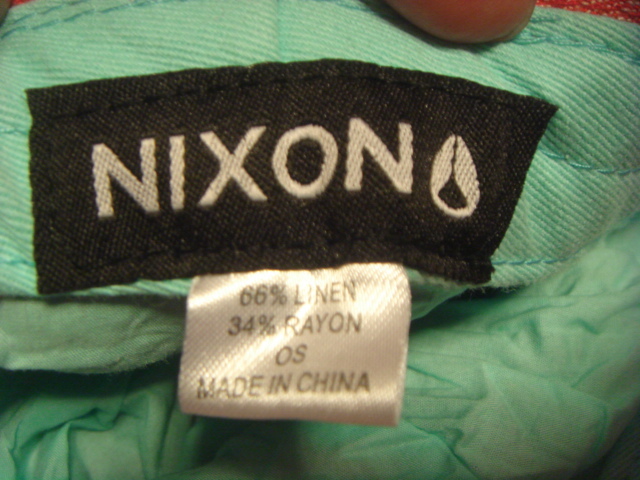 NIXON
66% LINEN
34% RAYON
OS
MADE IN CHINA